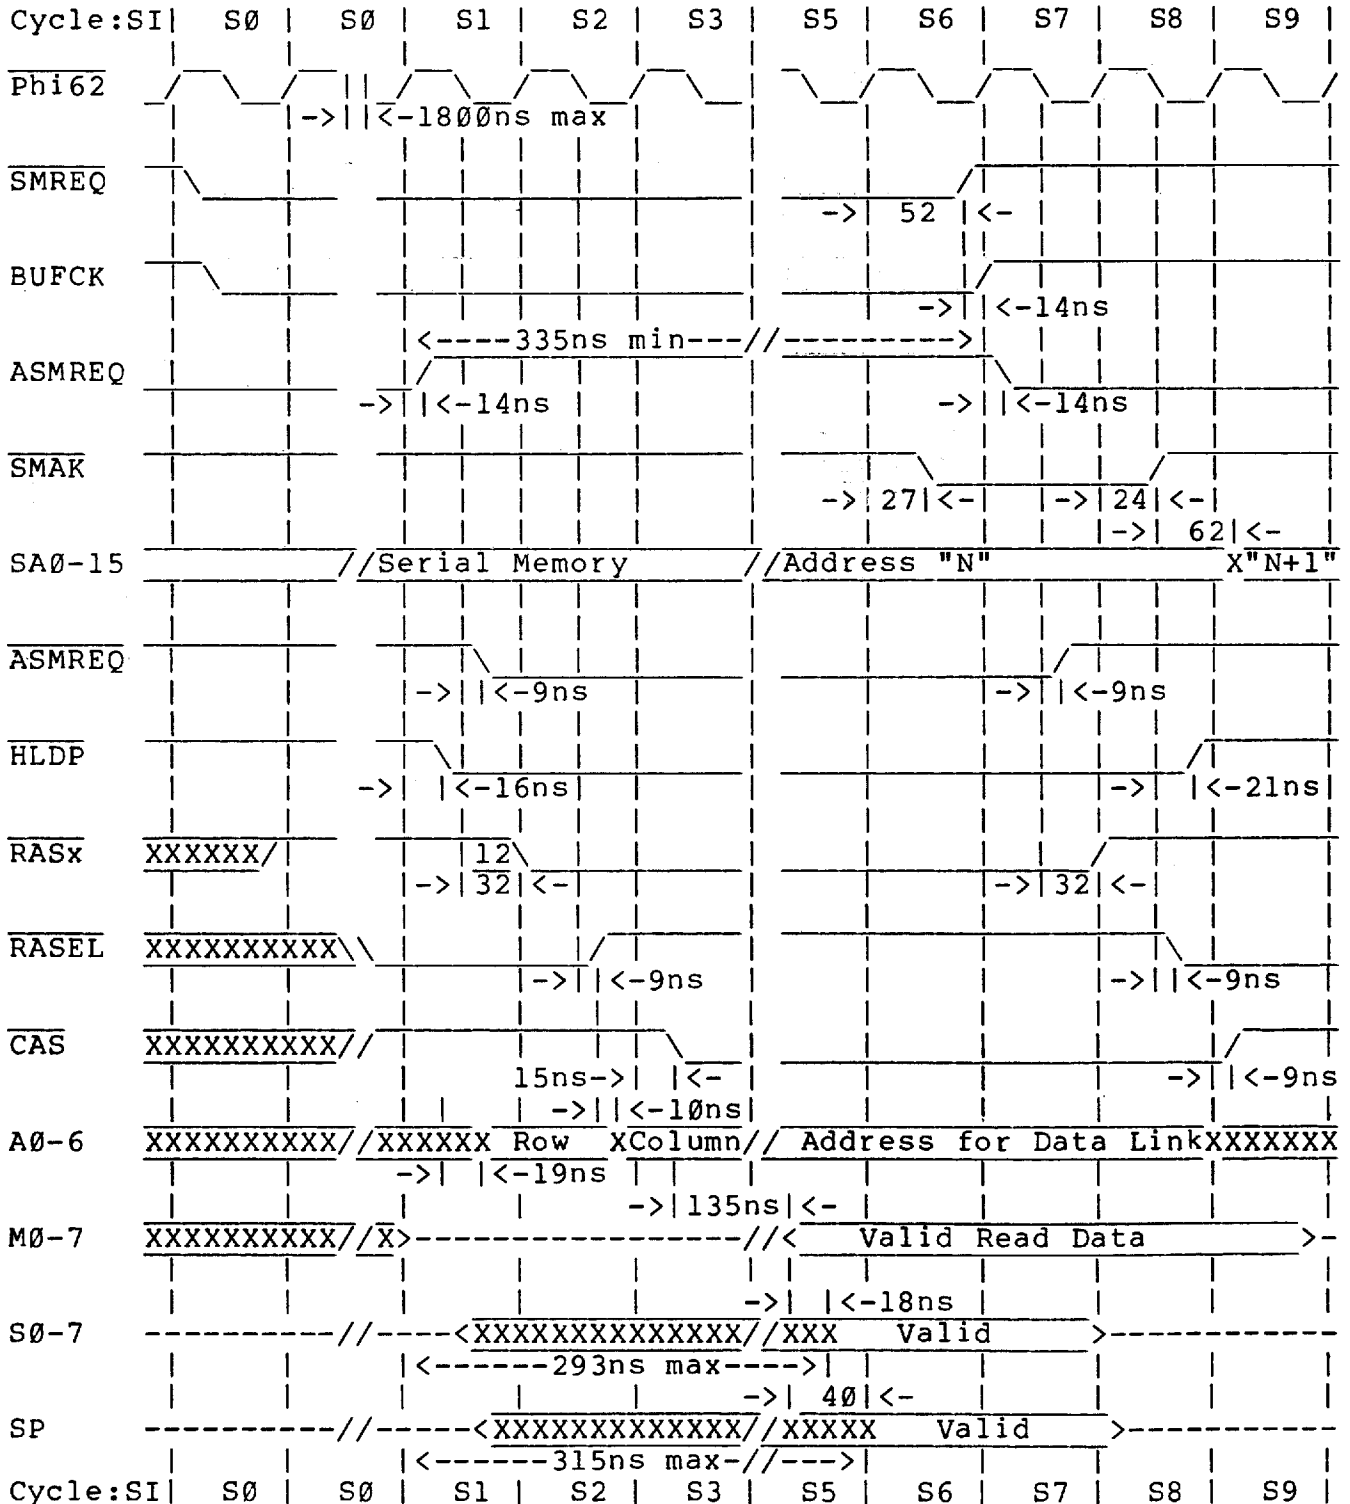 Cycle:SI| SØ | SØ | S1 | S2 | S3 | S5 | S6 | S7 | S8 | S9 |
Phi62
->||<-1800ns max
SMREQ
->| 52 |<-
BUFCK
->| |<-14ns
<----335ns min---//--------->
ASMREQ
->| |<-14ns ->| |<-14ns
SMAK
->| 27|<- ->| 24 |<-
->| 62|<-
SAØ-15 //Serial Memory //Address "N" X"N+1"
ASMREQ
->| |<-9ns ->| |<-9ns
HLDP
->| |<-16ns ->| |<-21ns
RASx XXXXXX/ |12
->| 32 |<- ->| 32 |<-
RASEL XXXXXXXXXX\\
->| |<-9ns ->| |<-9ns
CAS XXXXXXXXXX//
15ns->| |<- ->| |<-9ns
->| |<-1Øns
AØ-6 XXXXXXXXXX//XXXXXX Row XColumn// Address for Data LinkXXXXXXX
->| |<-19ns
->|135ns|<-
MØ-7 XXXXXXXXXX//X>-----------------//< Valid Read Data >-
->| |<-18ns
SØ-7 ----------//----<XXXXXXXXXXXXXX//XXX Valid >------------
|<------293ns max---->|
->| 4Ø|<-
SP ----------//-----<XXXXXXXXXXXXX//XXXXX Valid >-----------
|<------315ns max-//--->|
Cycle:SI| SØ | SØ | S1 | S2 | S3 | S5 | S6 | S7 | S8 | S9 |